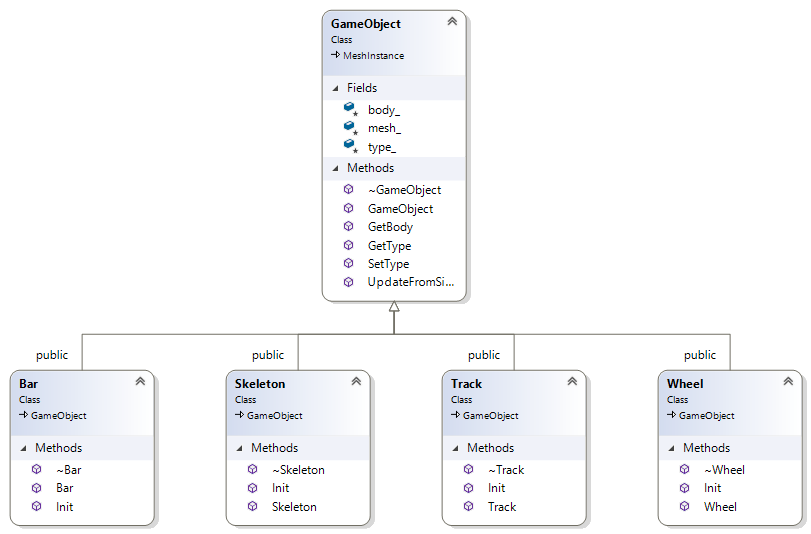 GameObject
Class
MeshInstance
Fields
body_
mesh_
type_
Methods
~GameObject
GameObject
GetBody
GetType
SetType
UpdateFromSi...
public
public
public
public
Bar
Class
GameObject
Methods
~Bar
Bar
Init
Skeleton
Class
GameObject
Methods
~Skeleton
Init
Skeleton
Track
Class
GameObject
Methods
~Track
Init
Track
Wheel
Class
GameObject
Methods
~Wheel
Init
Wheel